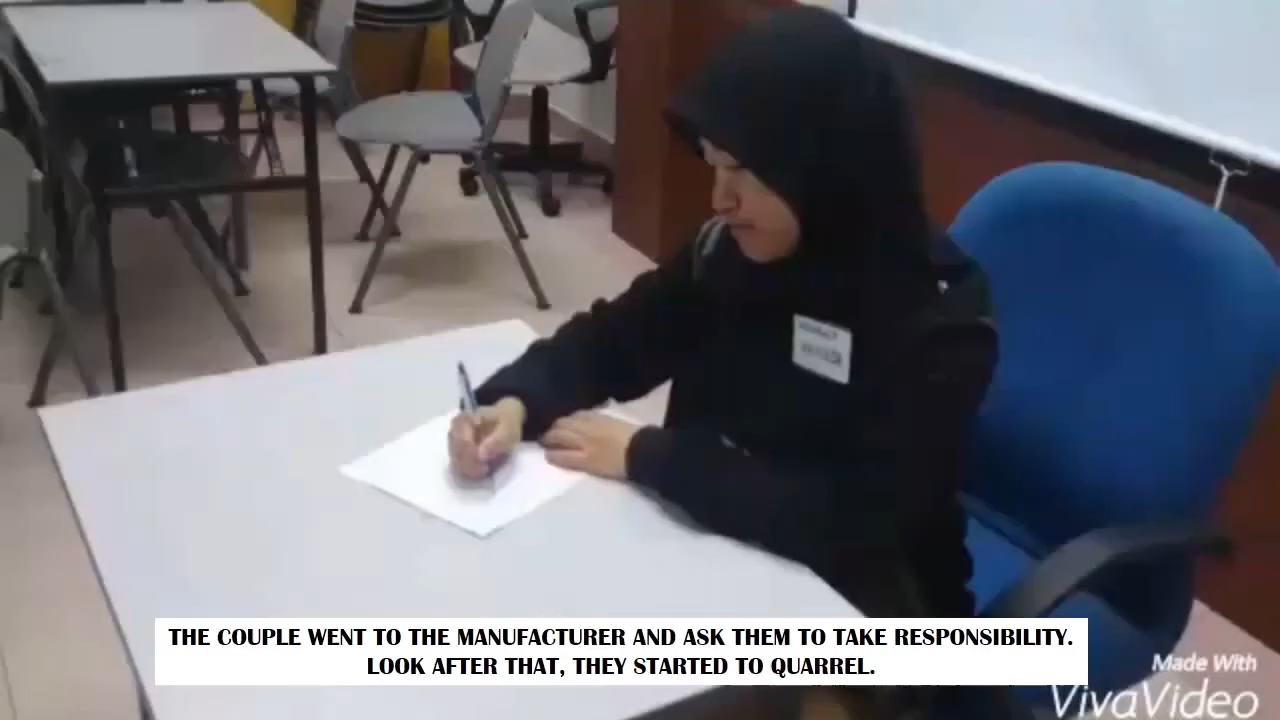 THE COUPLE WENT TO THE MANUFACTURER AND ASK THEM TO TAKE RESPONSIBILITY.
LOOK AFTER THAT, THEY STARTED TO QUARREL.
Made With
VivaVideo